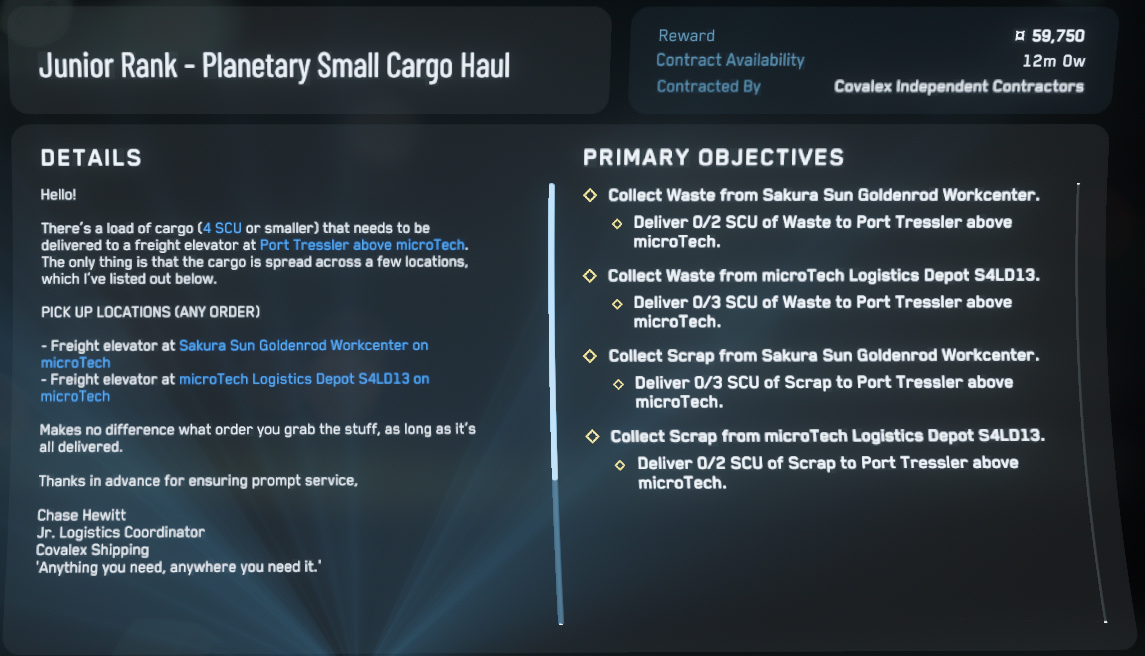 Junior Rank - Planetary Small Cargo Haul
Reward ¤ 59,750
Contract Availability 12m 0w
Contracted By Covalex Independent Contractors
DETAILS
Hello!
There's a load of cargo (4 SCU or smaller) that needs to be
delivered to a freight elevator at Port Tressler above microTech.
The only thing is that the cargo is spread across a few locations,
which I've listed out below.
PICK UP LOCATIONS (ANY ORDER)
- Freight elevator at Sakura Sun Goldenrod Workcenter on
microTech
- Freight elevator at microTech Logistics Depot S4LD13 on
microTech
Makes no difference what order you grab the stuff, as long as it's
all delivered.
Thanks in advance for ensuring prompt service,
Chase Hewitt
Jr. Logistics Coordinator
Covalex Shipping
'Anything you need, anywhere you need it.'
PRIMARY OBJECTIVES
Collect Waste from Sakura Sun Goldenrod Workcenter.
Deliver 0/2 SCU of Waste to Port Tressler above
microTech.
Collect Waste from microTech Logistics Depot S4LD13.
Deliver 0/3 SCU of Waste to Port Tressler above
microTech.
Collect Scrap from Sakura Sun Goldenrod Workcenter.
Deliver 0/3 SCU of Scrap to Port Tressler above
microTech.
Collect Scrap from microTech Logistics Depot S4LD13.
Deliver 0/2 SCU of Scrap to Port Tressler above
microTech.